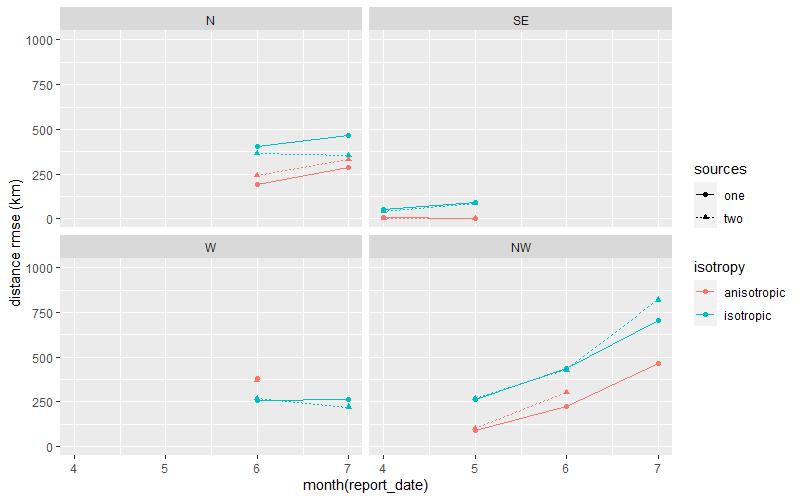 N SE
1000
750
500
250
0
distance rmse (km)
W NW
1000
750
500
250
0
4 5 6 7 4 5 6 7
month(report_date)
sources
one
two
isotropy
anisotropic
isotropic